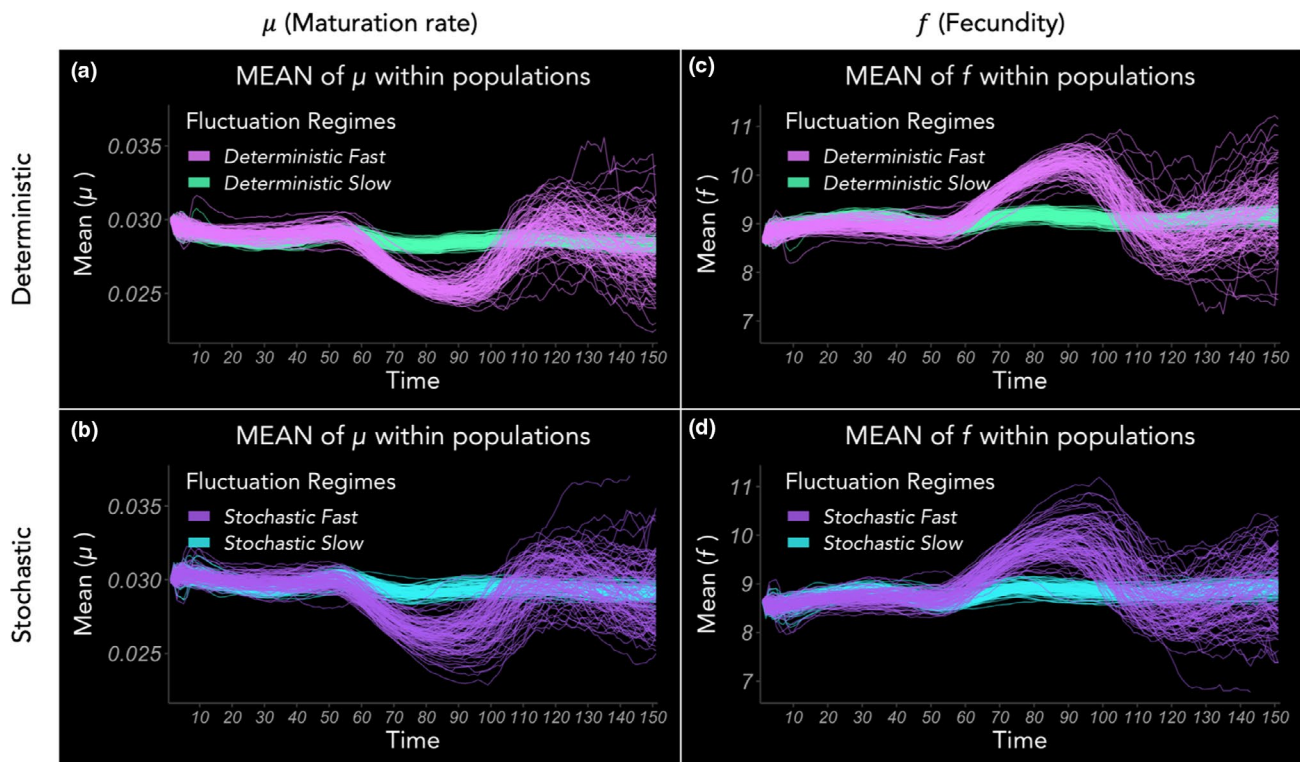 μ (Maturation rate)
f (Fecundity)
Deterministic
(a)
MEAN of μ within populations
Fluctuation Regimes
Deterministic Fast
Deterministic Slow
Mean (μ)
0.035
0.030
0.025
10 20 30 40 50 60 70 80 90 100 110 120 130 140 150
Time
(c)
MEAN of f within populations
Fluctuation Regimes
Deterministic Fast
Deterministic Slow
Mean (f)
11
10
9
8
7
10 20 30 40 50 60 70 80 90 100 110 120 130 140 150
Time
Stochastic
(b)
MEAN of μ within populations
Fluctuation Regimes
Stochastic Fast
Stochastic Slow
Mean (μ)
0.035
0.030
0.025
10 20 30 40 50 60 70 80 90 100 110 120 130 140 150
Time
(d)
MEAN of f within populations
Fluctuation Regimes
Stochastic Fast
Stochastic Slow
Mean (f)
11
10
9
8
7
10 20 30 40 50 60 70 80 90 100 110 120 130 140 150
Time